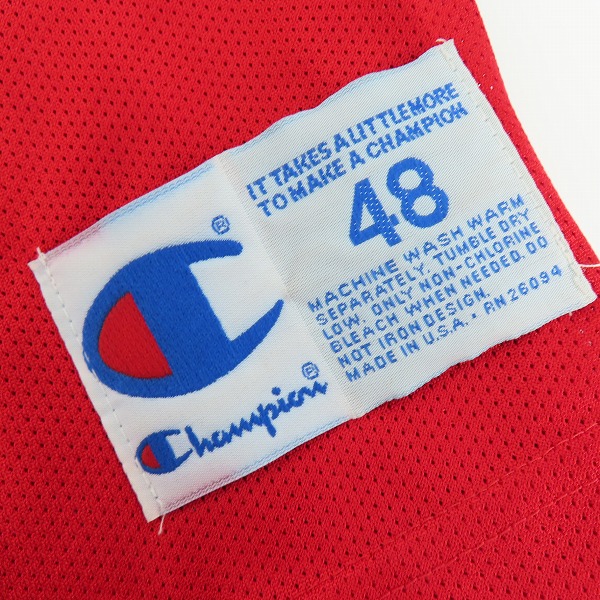 IT TAKES A LITTLE MORE
TO MAKE A CHAMPION
48
MACHINE WASH WARM
SEPARATELY, TUMBLE DRY
LOW. ONLY NON-CHLORINE
BLEACH WHEN NEEDED. DO
NOT IRON DESIGN.
MADE IN U.S.A. • RN 26094
®
Champion®